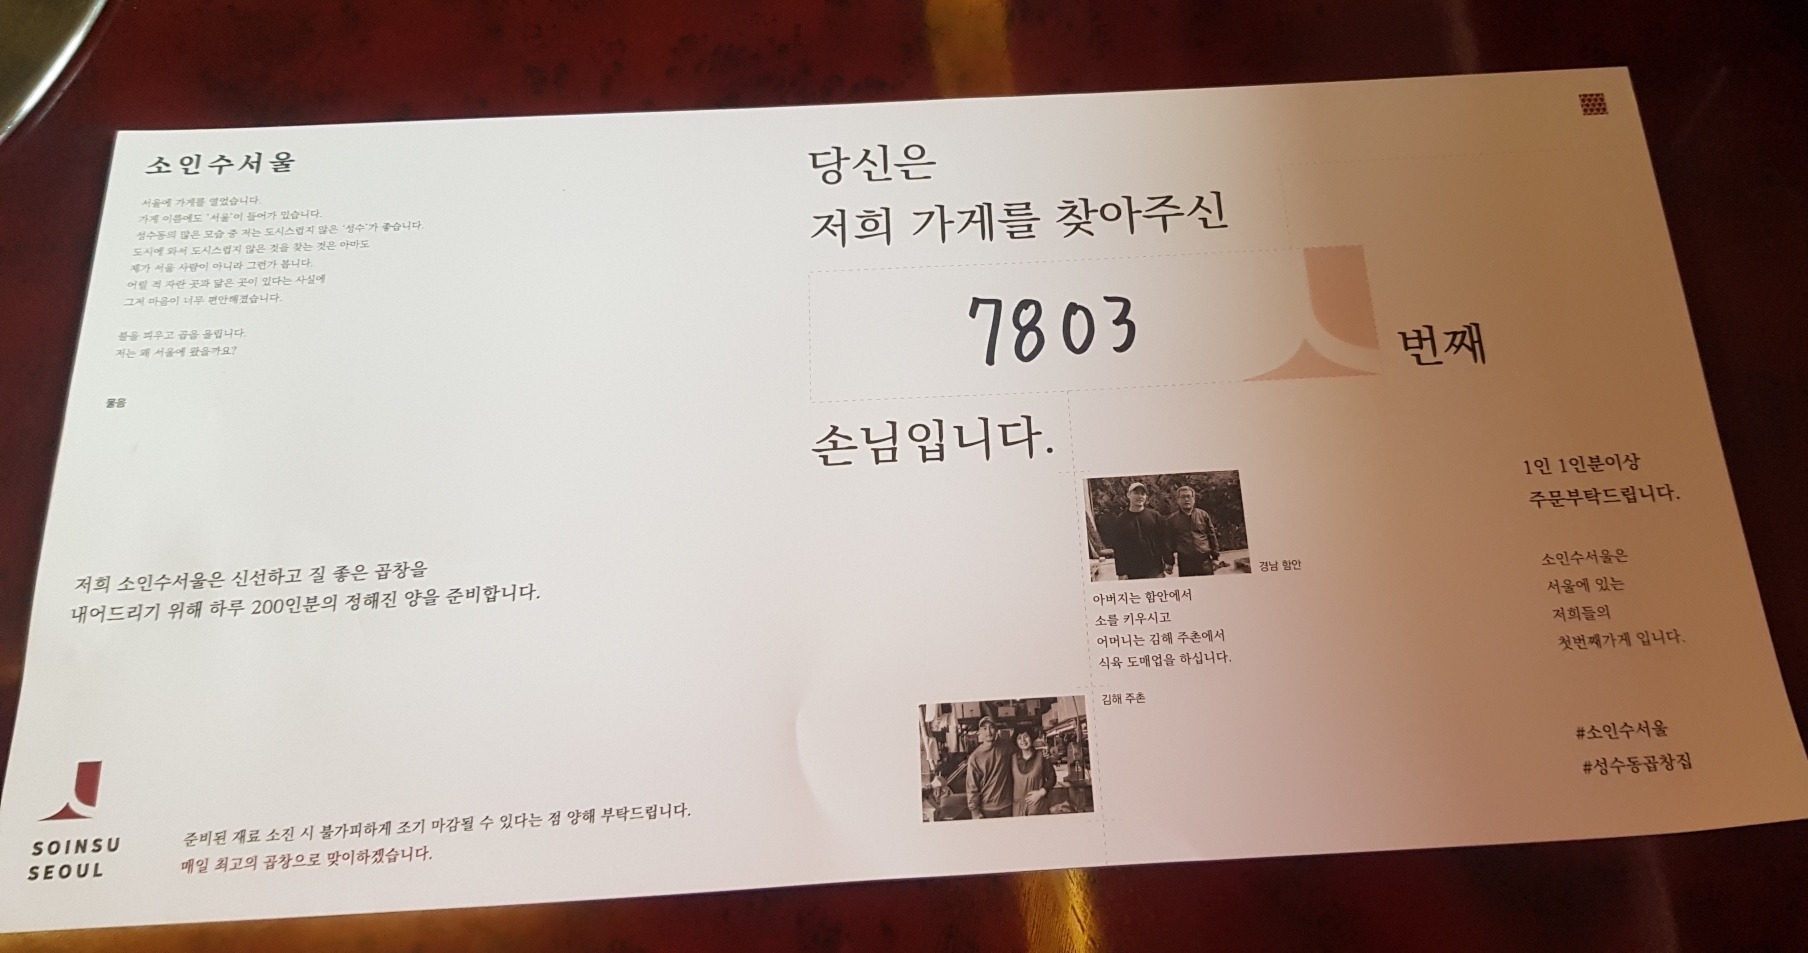 소인수서울
서울에 가게를 열었습니다.
가게 이름에도 '서울'이 들어가 있습니다.
성수동의 많은 모습 중 저는 도시스럽지 않은 '성수'가 좋습니다.
도시에 와서 도시스럽지 않은 것을 찾는 것은 아마도
제가 서울 사람이 아니라 그런가 봅니다.
어릴 적 자란 곳과 닮은 곳이 있다는 사실에
그저 마음이 너무 편안해졌습니다.
불을 피우고 곱을 올립니다.
저는 왜 서울에 왔을까요?
물음
저희 소인수서울은 신선하고 질 좋은 곱창을
내어드리기 위해 하루 200인분의 정해진 양을 준비합니다.
SOINSU
SEOUL
준비된 재료 소진 시 불가피하게 조기 마감될 수 있다는 점 양해 부탁드립니다.
매일 최고의 곱창으로 맞이하겠습니다.
당신은
저희 가게를 찾아주신
7803 번째
손님입니다.
경남 함안
아버지는 함안에서
소를 키우시고
어머니는 김해 주촌에서
식육 도매업을 하십니다.
김해 주촌
1인 1인분이상
주문부탁드립니다.
소인수서울은
서울에 있는
저희들의
첫번째가게 입니다.
#소인수서울
#성수동곱창집